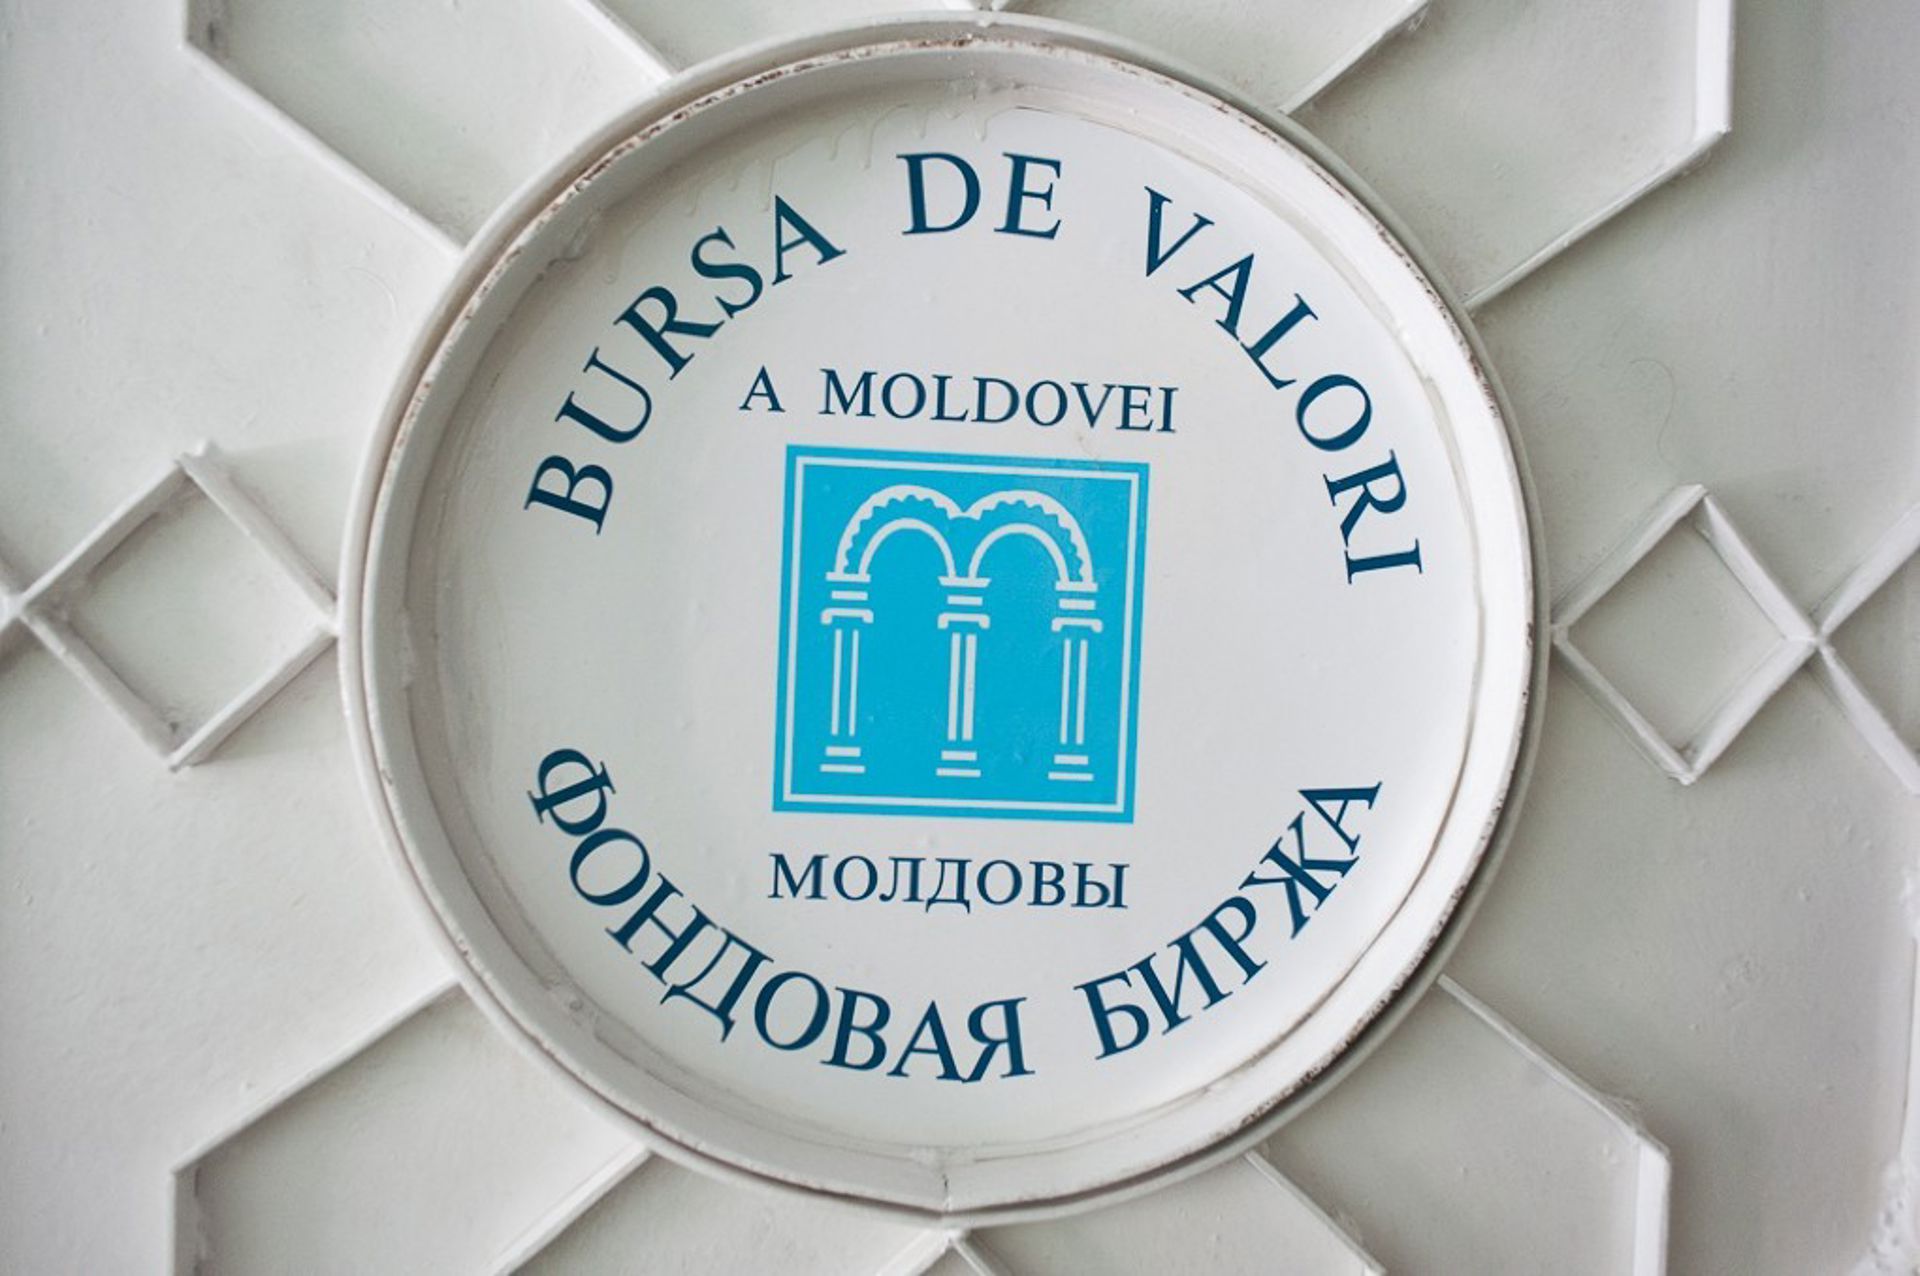 BURSA DE VALORI
A MOLDOVEI
МОЛДОВЫ
ФОНДОВАЯ БИРЖА